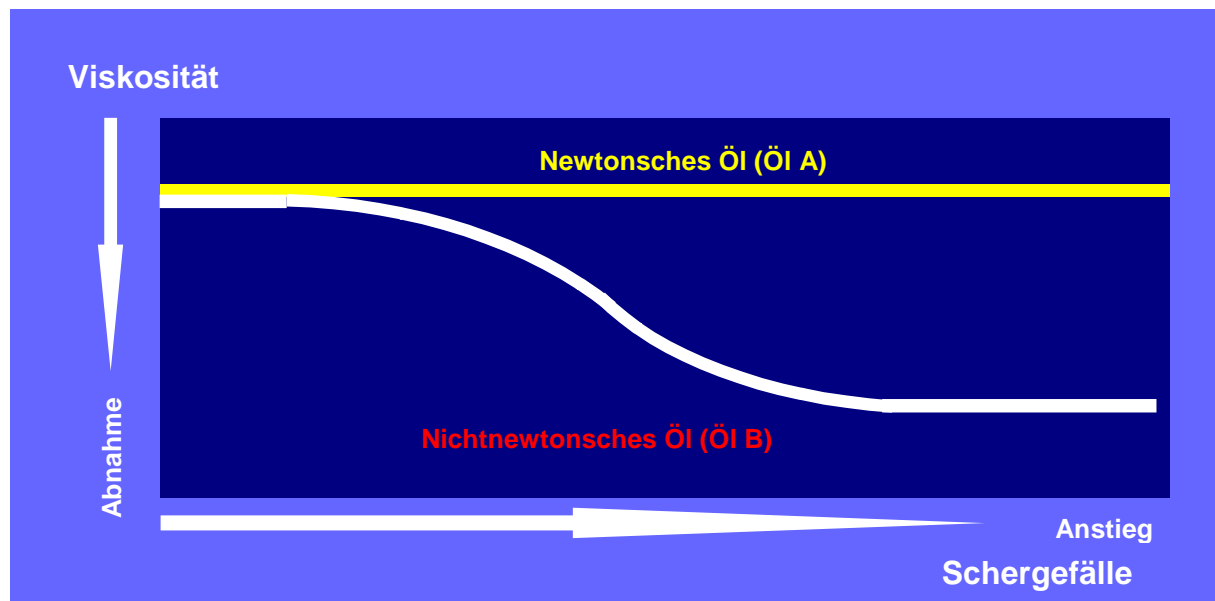 Viskosität
Newtonsches Öl (Öl A)
Nichtnewtonsches Öl (Öl B)
Abnahme
Anstieg
Schergefälle